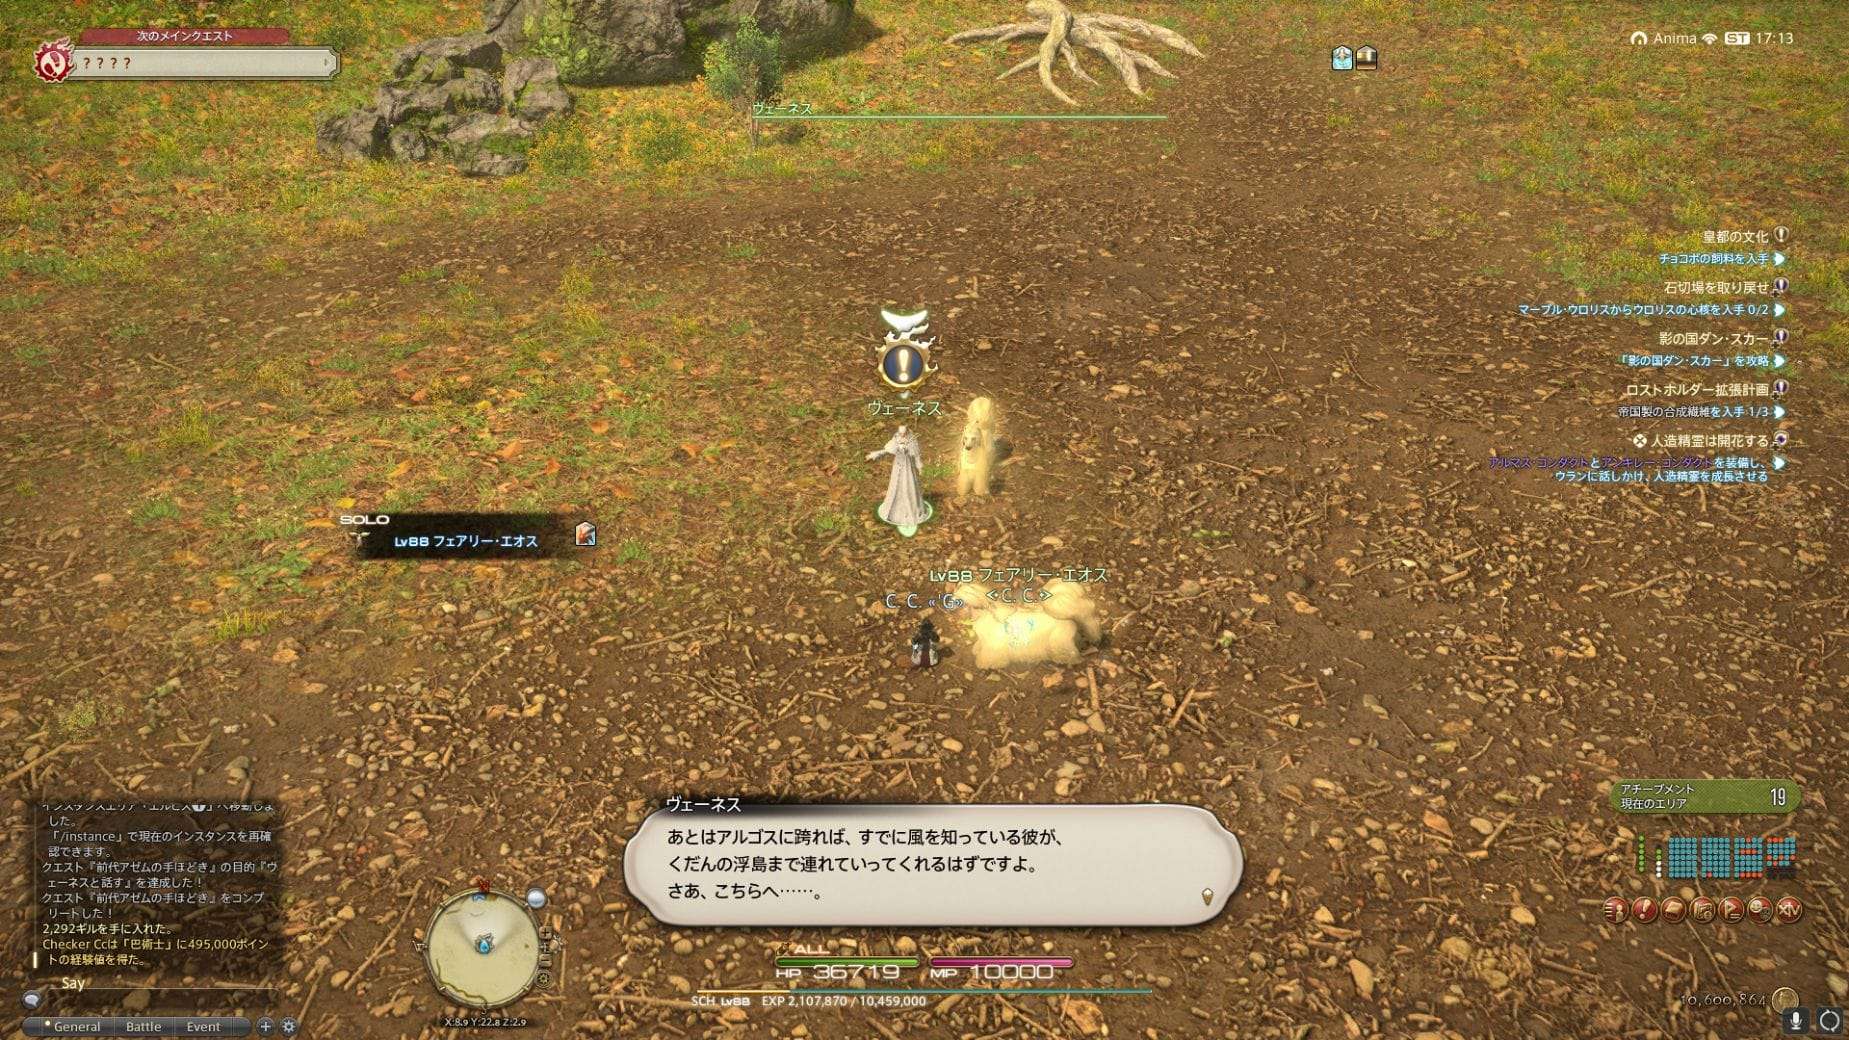 次のメインクエスト
????
Anima ST 17:13
ヴェーネス
皇都の文化
チョコボの飼料を入手
石切場を取り戻せ
マーブル・ウロリスからウロリスの心核を入手 0/2
影の国ダン・スカー
「影の国ダン・スカー」を攻略
ロストホルダー拡張計画
帝国製の合成繊維を入手 1/3
人造精霊は開花する
アルマス・コンダクトとアンキレー・コンダクトを装備し、
ウランに話しかけ、人造精霊を成長させる
ヴェーネス
SOLO
Lv88 フェアリー・エオス
Lv88 フェアリー・エオス
«C. C.»
C. C. «'G»
アチーブメント
現在のエリア
19
ヴェーネス
あとはアルゴスに跨れば、すでに風を知っている彼が、
くだんの浮島まで連れていってくれるはずですよ。
さあ、こちらへ……。
した。
「/instance」で現在のインスタンスを再確
認できます。
クエスト『前代アゼムの手ほどき』の目的『ヴ
ェーネスと話す』を達成した！
クエスト『前代アゼムの手ほどき』をコンプ
リートした！
2,292ギルを手に入れた。
Checker Ccは「巴術士」に495,000ポイン
トの経験値を得た。
Say
General Battle Event
X:8.9 Y:22.8 Z:2.9
ALL
HP 36719 MP 10000
SCH Lv88 EXP 2,107,870 / 10,459,000
XIV
10,600,864